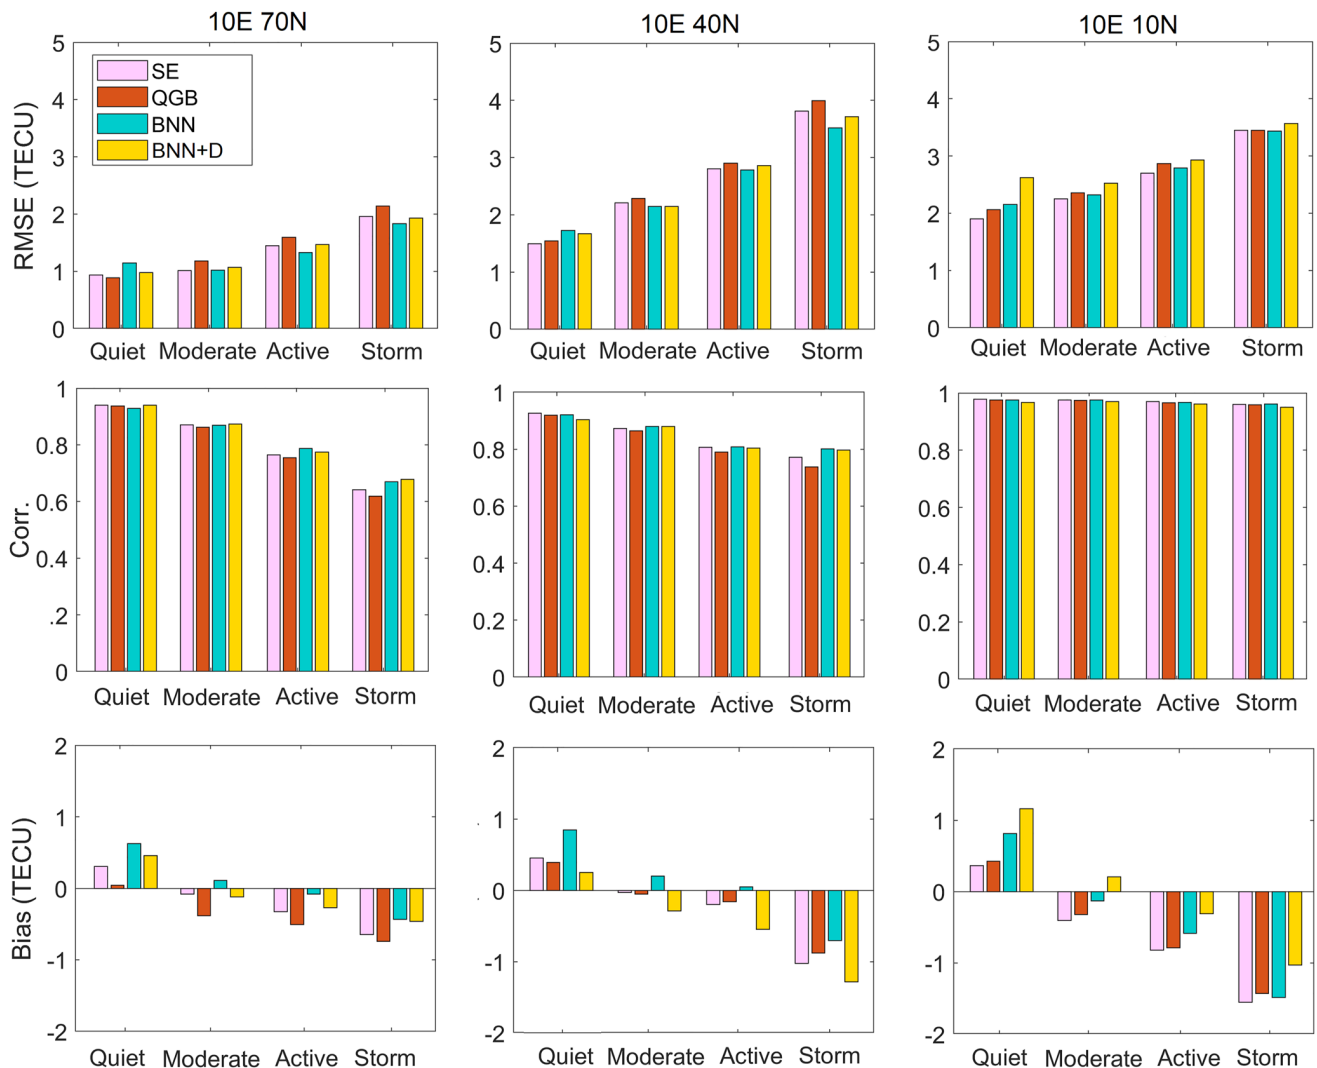 10E 70N
10E 40N
10E 10N
RMSE (TECU)
5
4
3
2
1
0
SE
QGB
BNN
BNN+D
Quiet Moderate Active Storm
5
4
3
2
1
0
Quiet Moderate Active Storm
5
4
3
2
1
0
Quiet Moderate Active Storm
Corr.
1
0.8
0.6
0.4
.2
0
Quiet Moderate Active Storm
1
0.8
0.6
0.4
0.2
0
Quiet Moderate Active Storm
1
0.8
0.6
0.4
0.2
0
Quiet Moderate Active Storm
Bias (TECU)
2
1
0
-1
-2
Quiet Moderate Active Storm
2
1
0
-1
-2
Quiet Moderate Active Storm
2
1
0
-1
-2
Quiet Moderate Active Storm